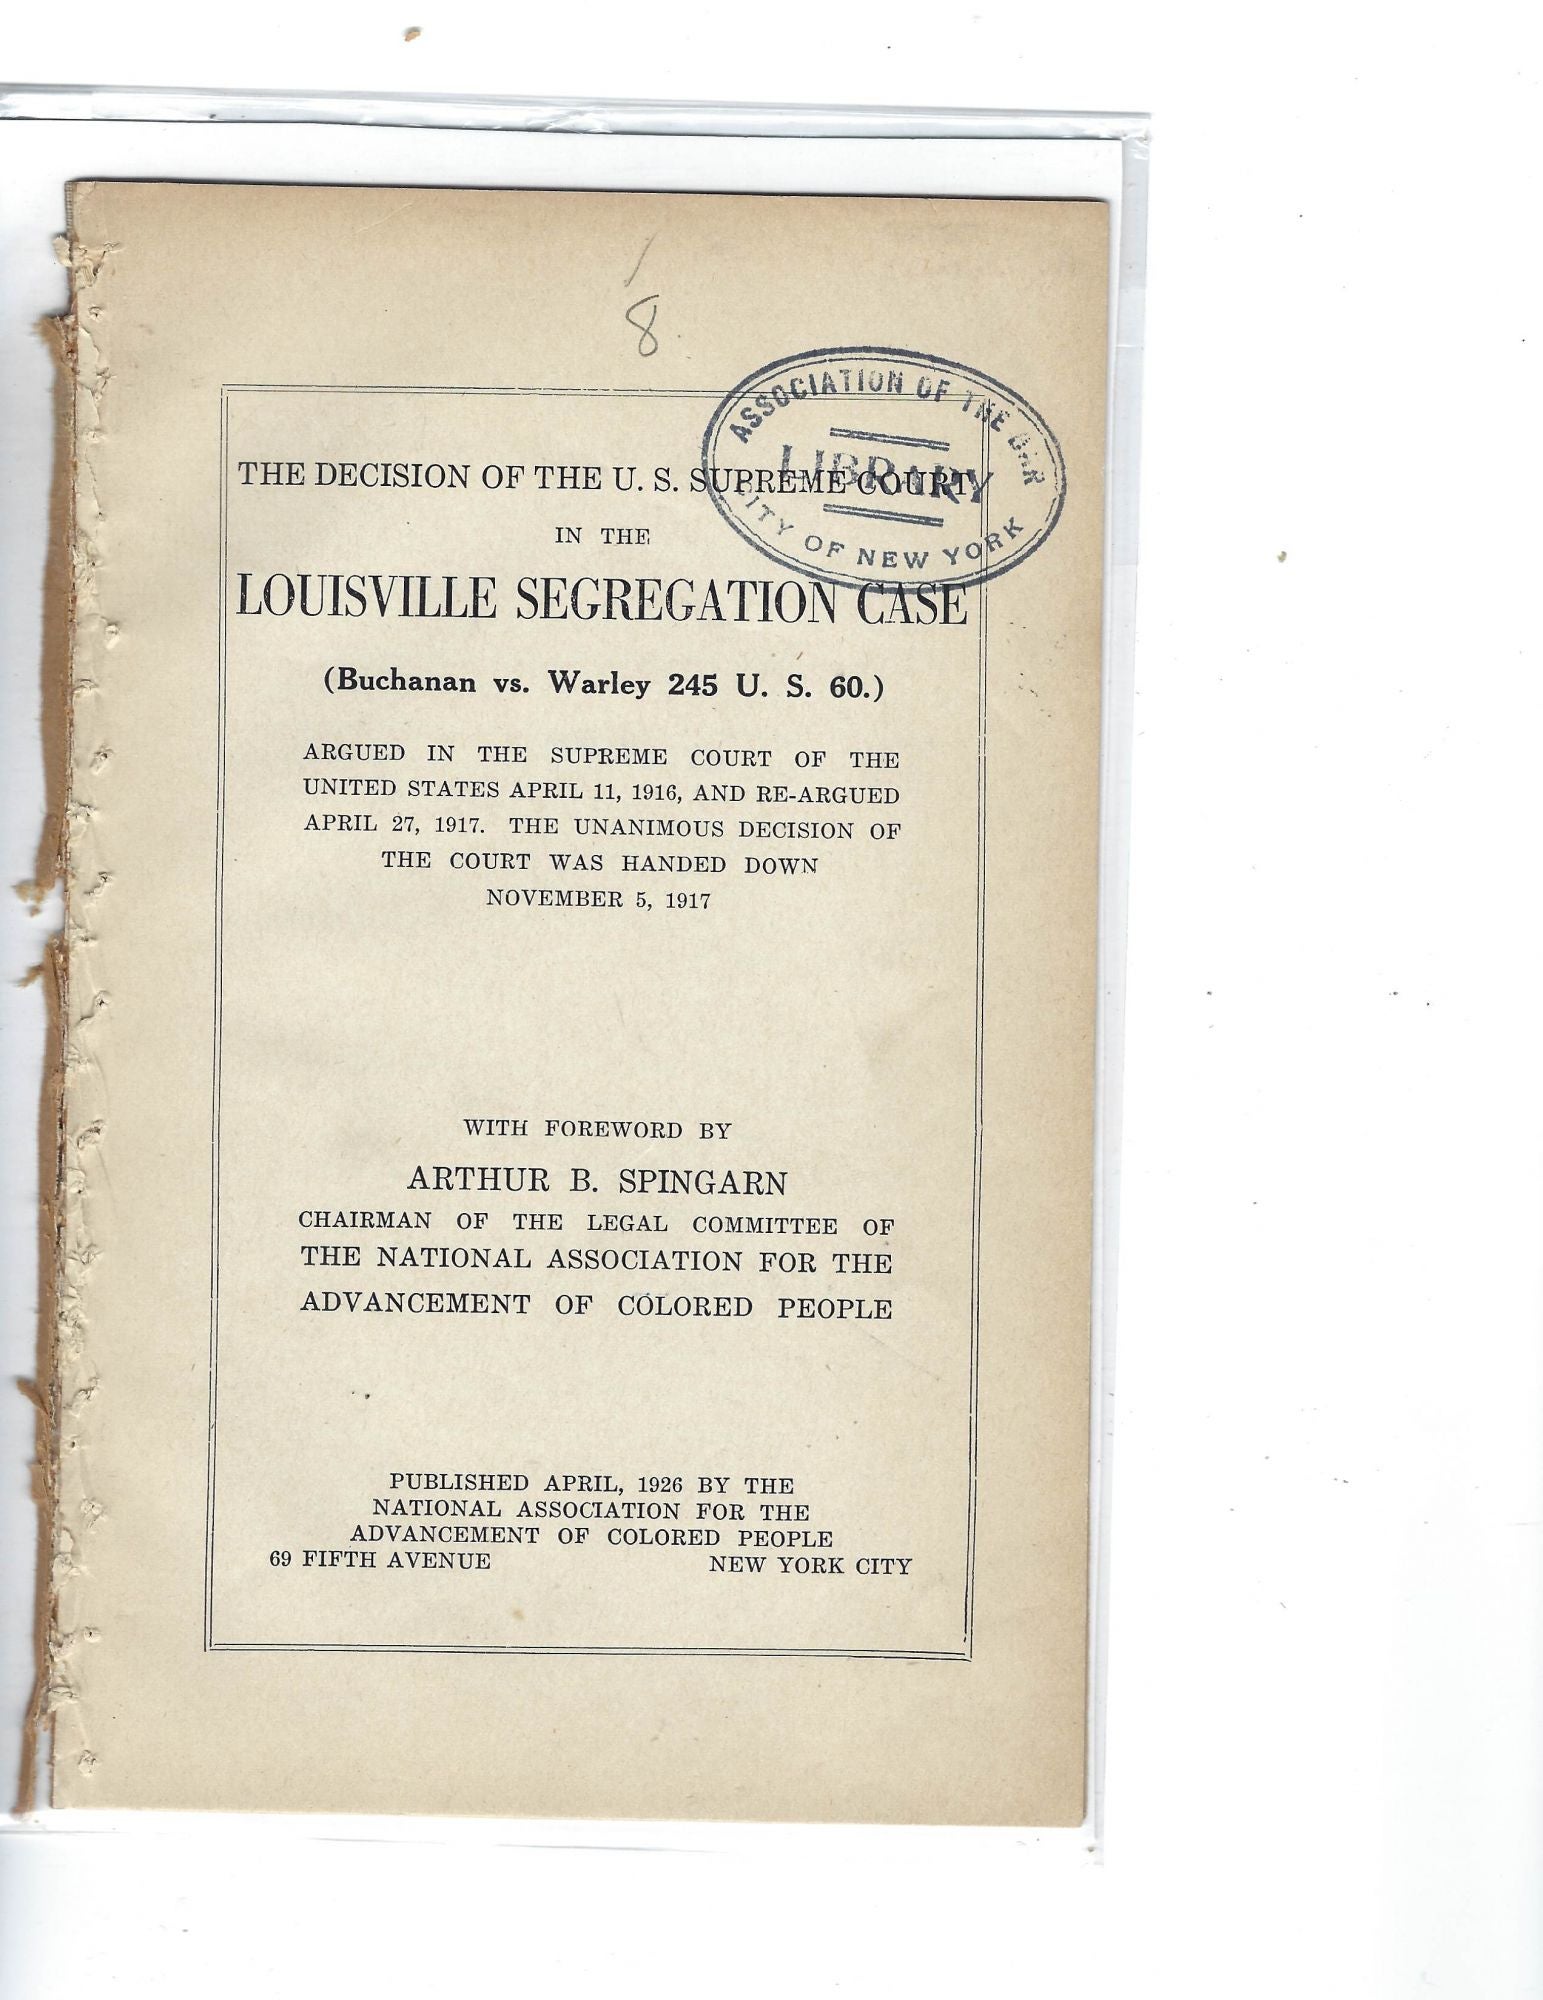 8
ASSOCIATION OF THE BAR
LIBRARY
CITY OF NEW YORK
THE DECISION OF THE U. S. SUPREME COURT
IN THE
LOUISVILLE SEGREGATION CASE
(Buchanan vs. Warley 245 U. S. 60.)
ARGUED IN THE SUPREME COURT OF THE
UNITED STATES APRIL 11, 1916, AND RE-ARGUED
APRIL 27, 1917. THE UNANIMOUS DECISION OF
THE COURT WAS HANDED DOWN
NOVEMBER 5, 1917
WITH FOREWORD BY
ARTHUR B. SPINGARN
CHAIRMAN OF THE LEGAL COMMITTEE OF
THE NATIONAL ASSOCIATION FOR THE
ADVANCEMENT OF COLORED PEOPLE
PUBLISHED APRIL, 1926 BY THE
NATIONAL ASSOCIATION FOR THE
ADVANCEMENT OF COLORED PEOPLE
69 FIFTH AVENUE NEW YORK CITY